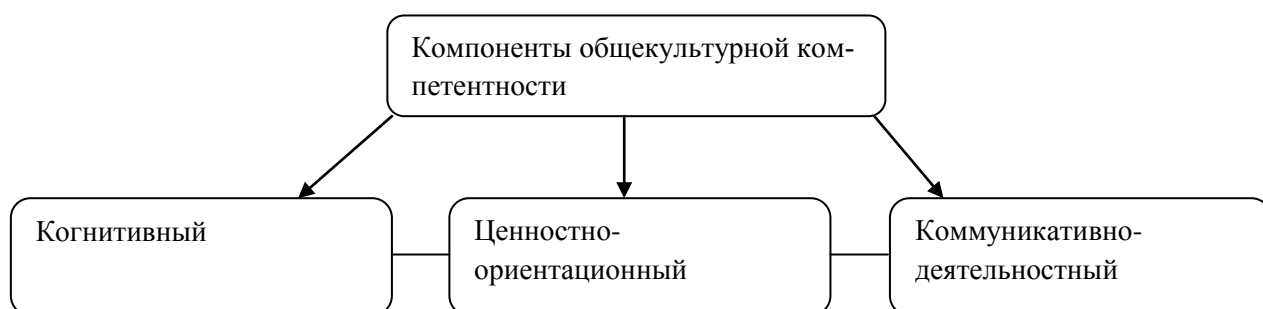 Компоненты общекультурной ком-
петентности
Когнитивный
Ценностно-
ориентационный
Коммуникативно-
деятельностный